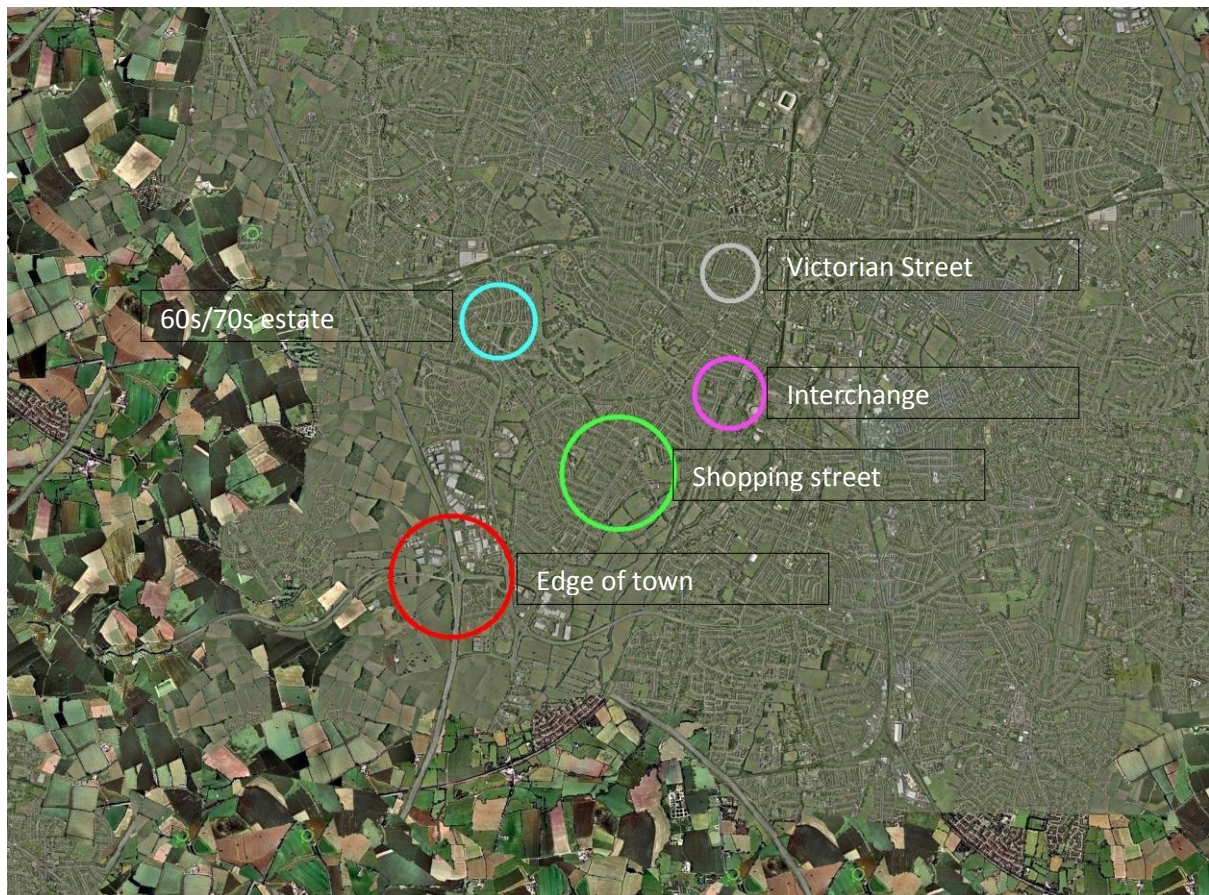 Victorian Street
60s/70s estate
Interchange
Shopping street
Edge of town